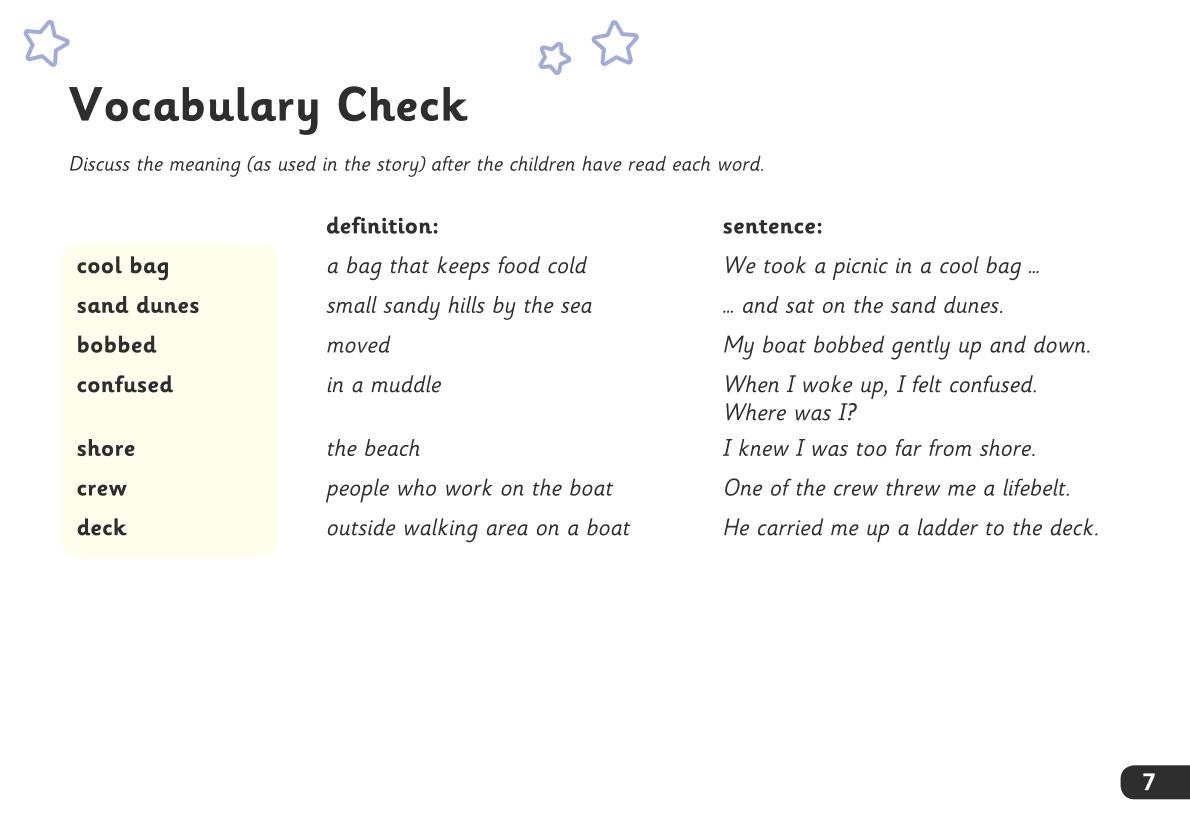 Vocabulary Check
Discuss the meaning (as used in the story) after the children have read each word.
definition: sentence:
cool bag a bag that keeps food cold We took a picnic in a cool bag ...
sand dunes small sandy hills by the sea ... and sat on the sand dunes.
bobbed moved My boat bobbed gently up and down.
confused in a muddle When I woke up, I felt confused.
Where was I?
shore the beach I knew I was too far from shore.
crew people who work on the boat One of the crew threw me a lifebelt.
deck outside walking area on a boat He carried me up a ladder to the deck.
7